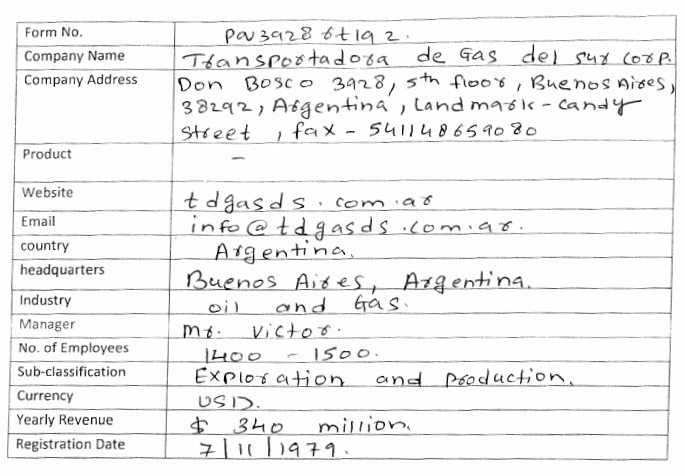 Form No. Pav3928 6t192.
Company Name Transportadora de Gas del sur corp.
Company Address Don Bosco 3928, 5th floor, Buenos Aires,
38292, Argentina, Landmark - candy
street, fax - 541148659080
Product -
Website tdgasds.com.ar
Email info@tdgasds.com.ar.
country Argentina.
headquarters Buenos Aires, Argentina.
Industry oil and Gas.
Manager Mr. Victor.
No. of Employees 1400 - 1500.
Sub-classification Exploration and Production.
Currency USD.
Yearly Revenue $ 340 million.
Registration Date 7/11/1979.